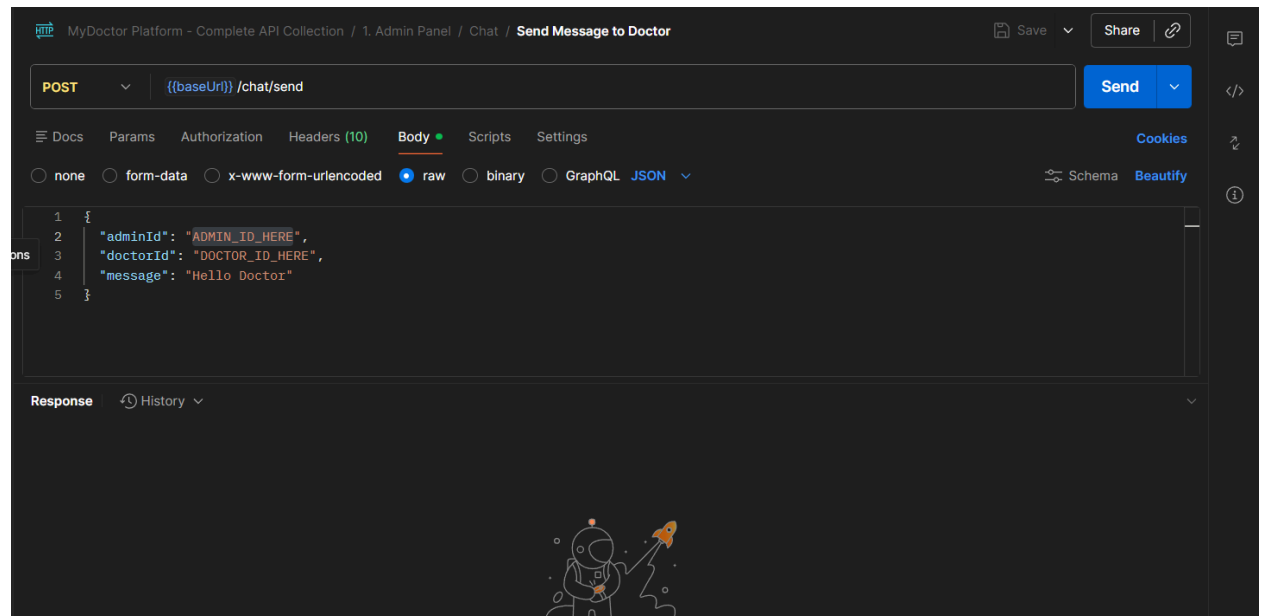 HTTP MyDoctor Platform - Complete API Collection / 1. Admin Panel / Chat / Send Message to Doctor Save Share
POST {{baseUrl}} /chat/send Send
</>
Docs Params Authorization Headers (10) Body Scripts Settings Cookies
none form-data x-www-form-urlencoded raw binary GraphQL JSON Schema Beautify
1 {
2 "adminId": "ADMIN_ID_HERE",
ons 3 "doctorId": "DOCTOR_ID_HERE",
4 "message": "Hello Doctor"
5 }
Response History